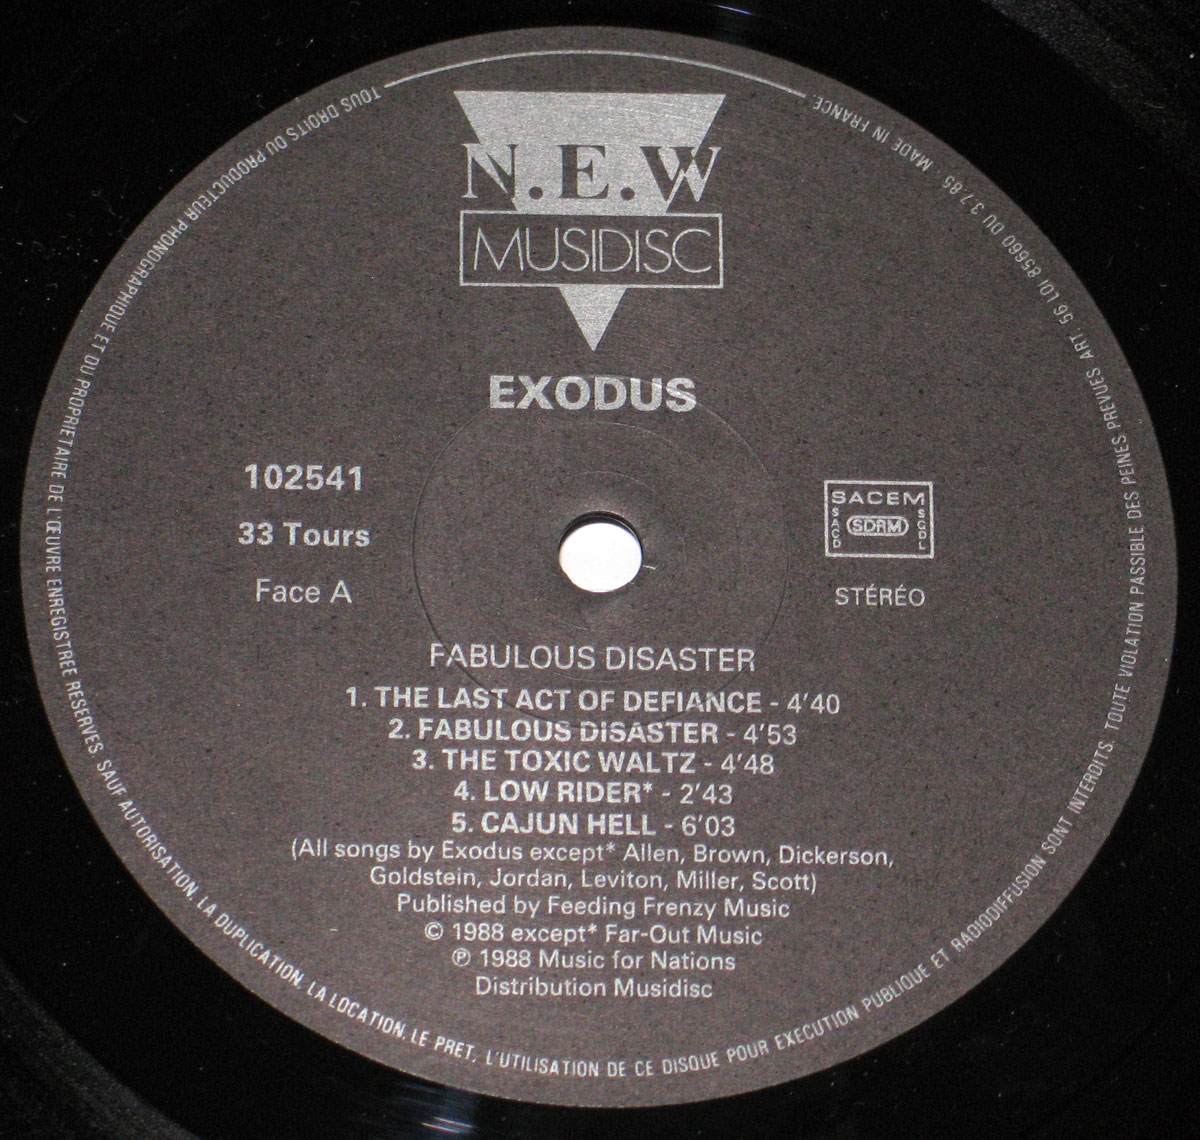 N.E.W
MUSIDISC
EXODUS
102541
33 Tours
Face A
SACEM
SACD
SDRM
SGDL
STÉRÉO
FABULOUS DISASTER
1. THE LAST ACT OF DEFIANCE - 4'40
2. FABULOUS DISASTER - 4'53
3. THE TOXIC WALTZ - 4'48
4. LOW RIDER* - 2'43
5. CAJUN HELL - 6'03
(All songs by Exodus except* Allen, Brown, Dickerson,
Goldstein, Jordan, Leviton, Miller, Scott)
Published by Feeding Frenzy Music
© 1988 except* Far-Out Music
℗ 1988 Music for Nations
Distribution Musidisc
TOUS DROITS DU PRODUCTEUR PHONOGRAPHIQUE ET DU PROPRIETAIRE DE L'ŒUVRE ENREGISTREE RESERVES. SAUF AUTORISATION, LA DUPLICATION, LA LOCATION, LE PRET, L'UTILISATION DE CE DISQUE POUR EXECUTION PUBLIQUE ET RADIODIFFUSION SONT INTERDITS. TOUTE VIOLATION PASSIBLE DES PEINES PREVUES ART. 56 LOI 85660 DU 3.7.85 MADE IN FRANCE.